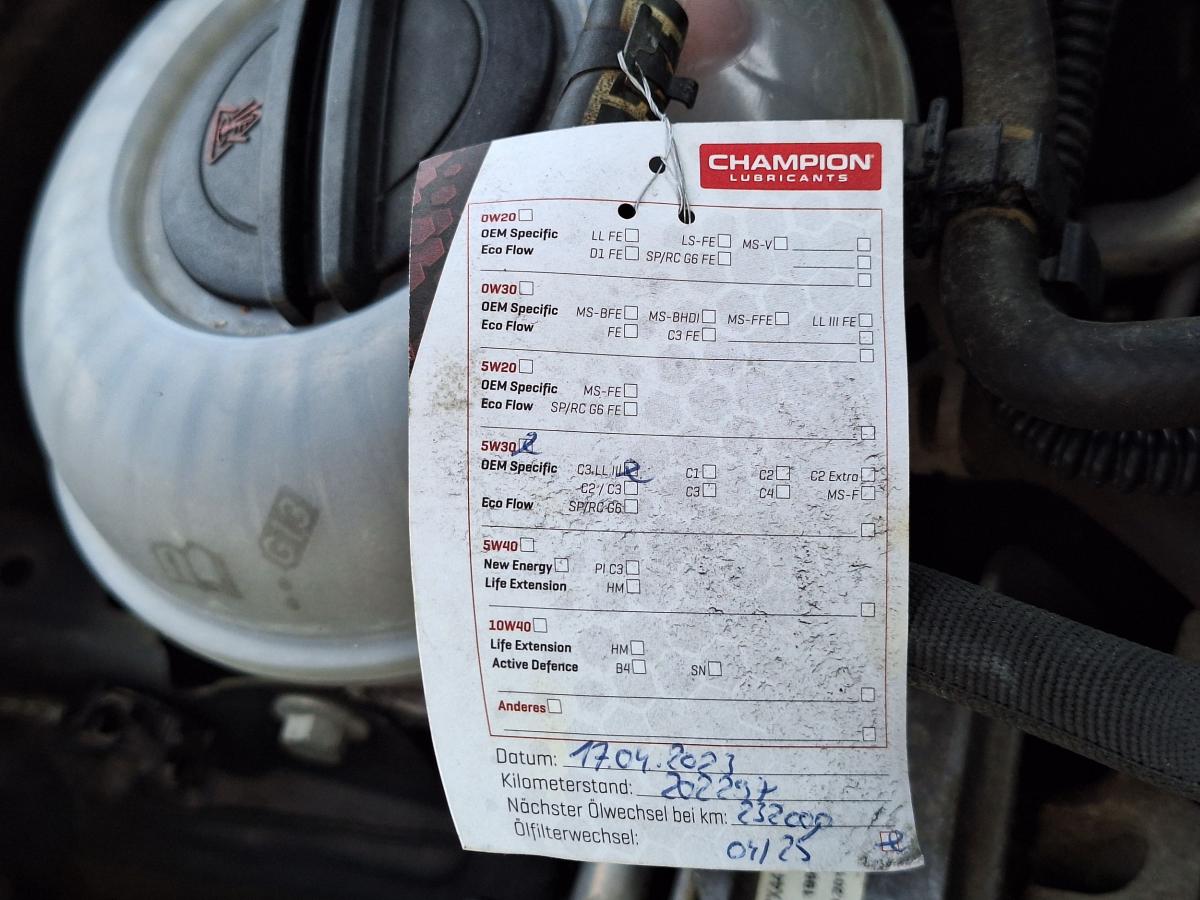 CHAMPION
LUBRICANTS
0W20
OEM Specific LL FE LS-FE MS-V
Eco Flow D1 FE SP/RC G6 FE
0W30
OEM Specific MS-BFE MS-BHDI MS-FFE LL III FE
Eco Flow FE C3 FE
5W20
OEM Specific MS-FE
Eco Flow SP/RC G6 FE
5W30
OEM Specific C3 LL III C1 C2 C2 Extra
C2 / C3 C3 C4 MS-F
Eco Flow SP/RC G6
5W40
New Energy PI C3
Life Extension HM
10W40
Life Extension HM
Active Defence B4 SN
Anderes
Datum: 17.04.2023
Kilometerstand: 202297
Nächster Ölwechsel bei km: 232000
Ölfilterwechsel:
04/25
G13